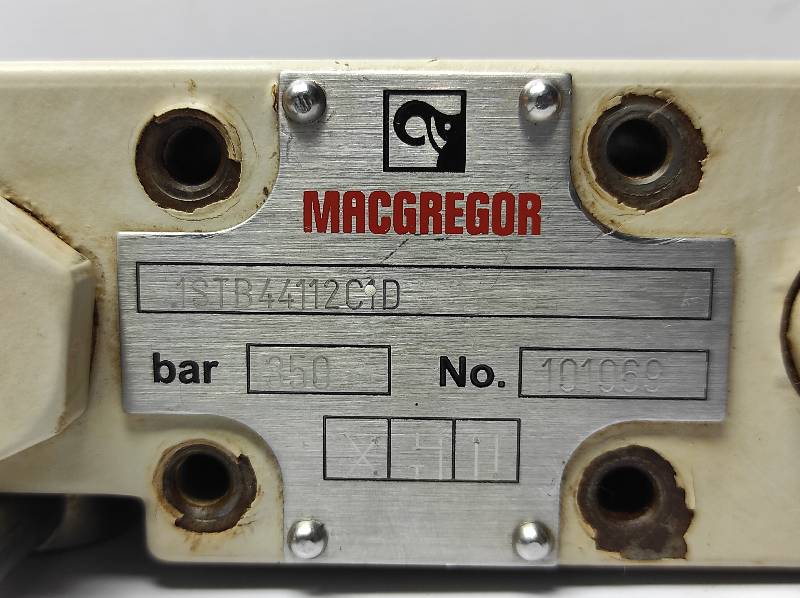 MACGREGOR
1STB44112C1D
bar 350 No. 101069